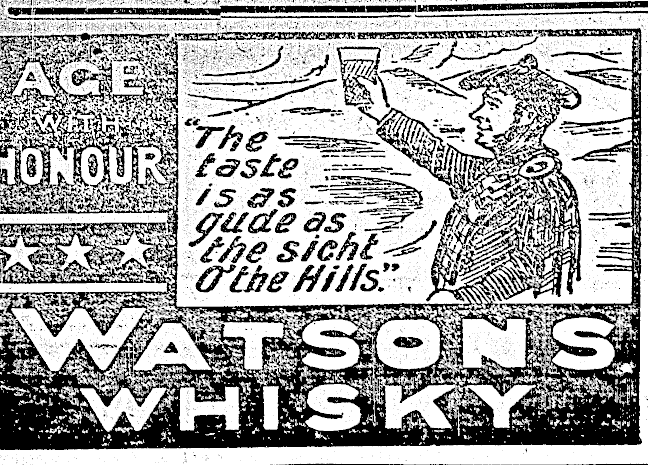 AGE
WITH
HONOUR
"The
taste
is as
gude as
the sicht
O' the Hills."
WATSONS
WHISKY